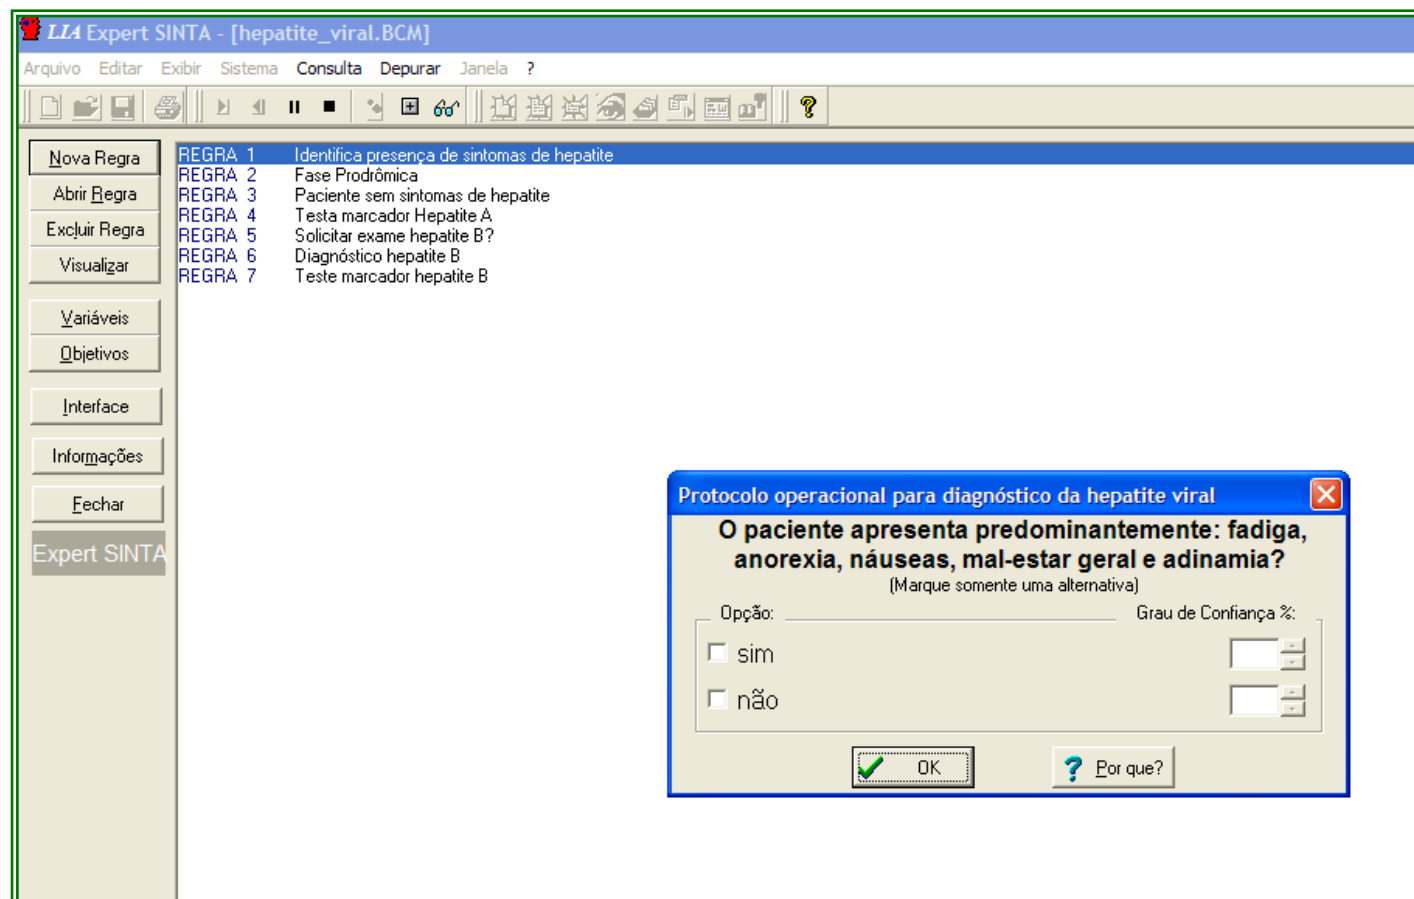 LIA Expert SINTA - [hepatite_viral.BCM]
Arquivo Editar Exibir Sistema Consulta Depurar Janela ?
Nova Regra
Abrir Regra
Excluir Regra
Visualizar
Variáveis
Objetivos
Interface
Informações
Fechar
Expert SINTA
REGRA 1 Identifica presença de sintomas de hepatite
REGRA 2 Fase Prodrômica
REGRA 3 Paciente sem sintomas de hepatite
REGRA 4 Testa marcador Hepatite A
REGRA 5 Solicitar exame hepatite B?
REGRA 6 Diagnóstico hepatite B
REGRA 7 Teste marcador hepatite B
Protocolo operacional para diagnóstico da hepatite viral
O paciente apresenta predominantemente: fadiga,
anorexia, náuseas, mal-estar geral e adinamia?
(Marque somente uma alternativa)
Opção: Grau de Confiança %:
sim
não
OK ? Por que?